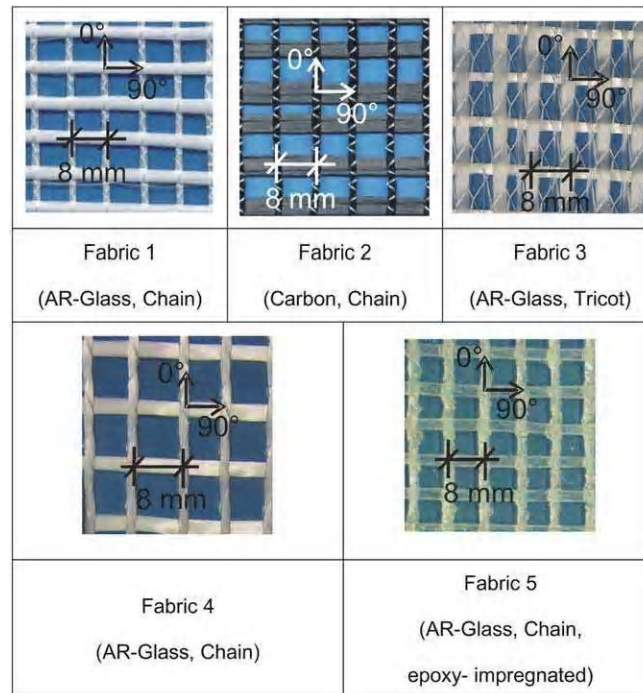 0°
90°
8 mm
0°
90°
8 mm
0°
90°
8 mm
Fabric 1
(AR-Glass, Chain)
Fabric 2
(Carbon, Chain)
Fabric 3
(AR-Glass, Tricot)
0°
90°
8 mm
0°
90°
8 mm
Fabric 4
(AR-Glass, Chain)
Fabric 5
(AR-Glass, Chain,
epoxy- impregnated)